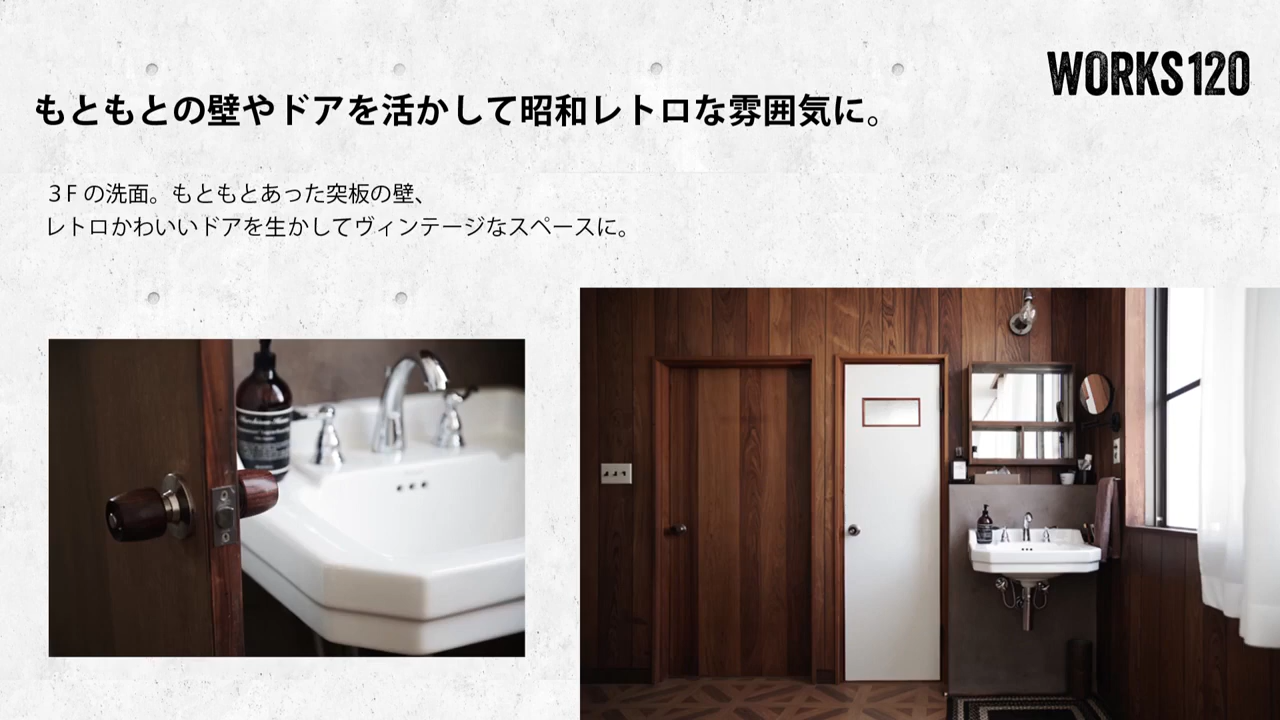 WORKS120
もともとの壁やドアを活かして昭和レトロな雰囲気に。
３Ｆの洗面。もともとあった突板の壁、
レトロかわいいドアを生かしてヴィンテージなスペースに。